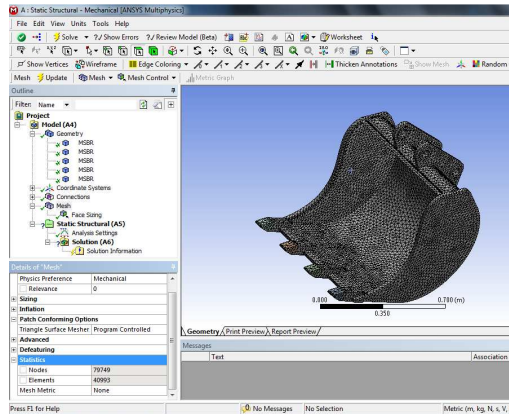 A : Static Structural - Mechanical [ANSYS Multiphysics]
File Edit View Units Tools Help
Solve ?/ Show Errors ?/ Review Model (Beta) A Worksheet
Show Vertices Wireframe Edge Coloring Thicken Annotations Show Mesh Random
Mesh Update Mesh Mesh Control Metric Graph
Outline
Filter: Name
Project
Model (A4)
Geometry
MSBR
MSBR
MSBR
MSBR
MSBR
Coordinate Systems
Connections
Mesh
Face Sizing
Static Structural (A5)
Analysis Settings
Solution (A6)
Solution Information
Details of "Mesh"
Physics Preference Mechanical
Relevance 0
Sizing
Inflation
Patch Conforming Options
Triangle Surface Mesher Program Controlled
Advanced
Defeaturing
Statistics
Nodes 79749
Elements 40993
Mesh Metric None
0.000 0.700 (m)
0.350
Geometry Print Preview Report Preview
Messages
Text Association
Press F1 for Help No Messages No Selection Metric (m, kg, N, s, V,